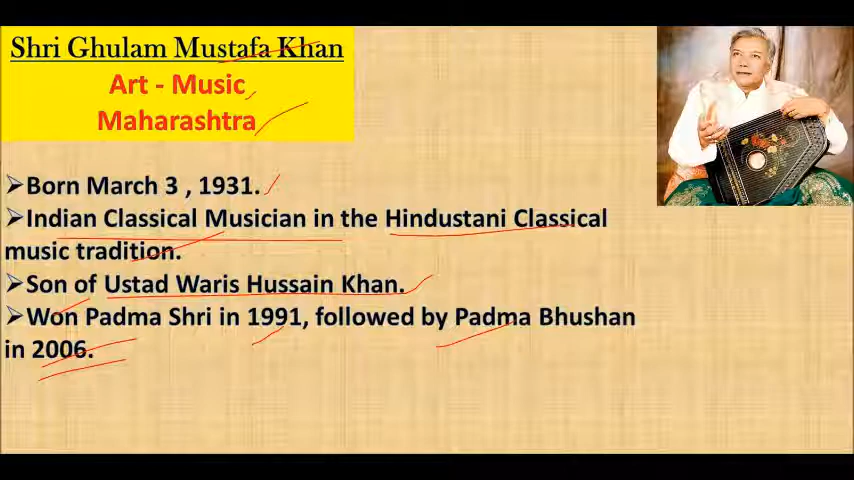 Shri Ghulam Mustafa Khan
Art - Music
Maharashtra
➢Born March 3 , 1931.
➢Indian Classical Musician in the Hindustani Classical
music tradition.
➢Son of Ustad Waris Hussain Khan.
➢Won Padma Shri in 1991, followed by Padma Bhushan
in 2006.